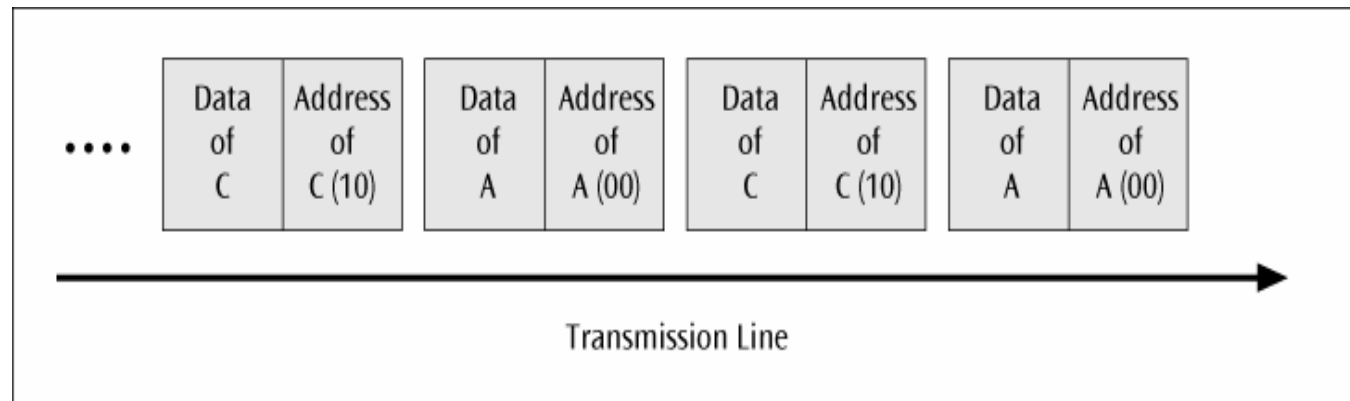 Data of C
Address of C (10)
Data of A
Address of A (00)
Data of C
Address of C (10)
Data of A
Address of A (00)
Transmission Line